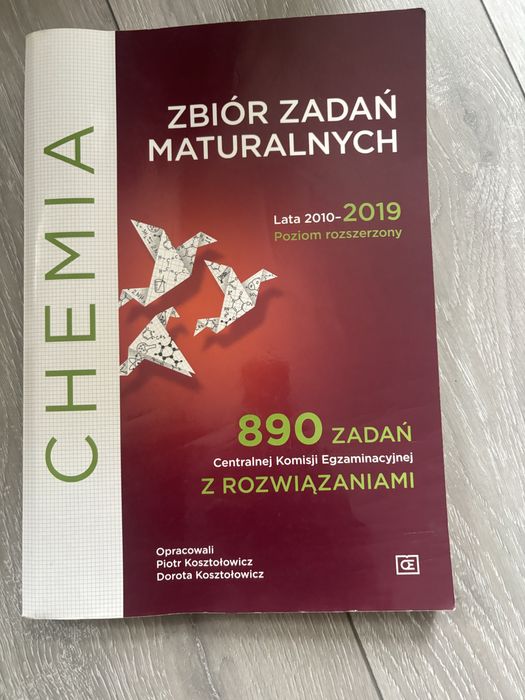 CHEMIA
ZBIÓR ZADAŃ
MATURALNYCH
Lata 2010–2019
Poziom rozszerzony
890 ZADAŃ
Centralnej Komisji Egzaminacyjnej
Z ROZWIĄZANIAMI
Opracowali
Piotr Kosztołowicz
Dorota Kosztołowicz
OE